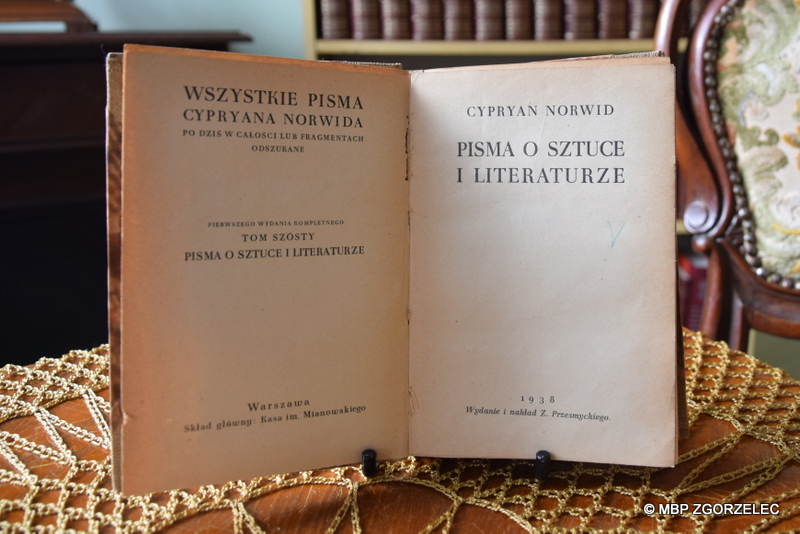 WSZYSTKIE PISMA
CYPRYANA NORWIDA
PO DZIŚ W CAŁOŚCI LUB FRAGMENTACH
ODSZUKANE
PIERWSZEGO WYDANIA KOMPLETNEGO
TOM SZÓSTY
PISMA O SZTUCE I LITERATURZE
Warszawa
Skład główny: Kasa im. Mianowskiego
CYPRYAN NORWID
PISMA O SZTUCE
I LITERATURZE
1938
Wydanie i nakład Z. Przesmyckiego.
© MBP ZGORZELEC